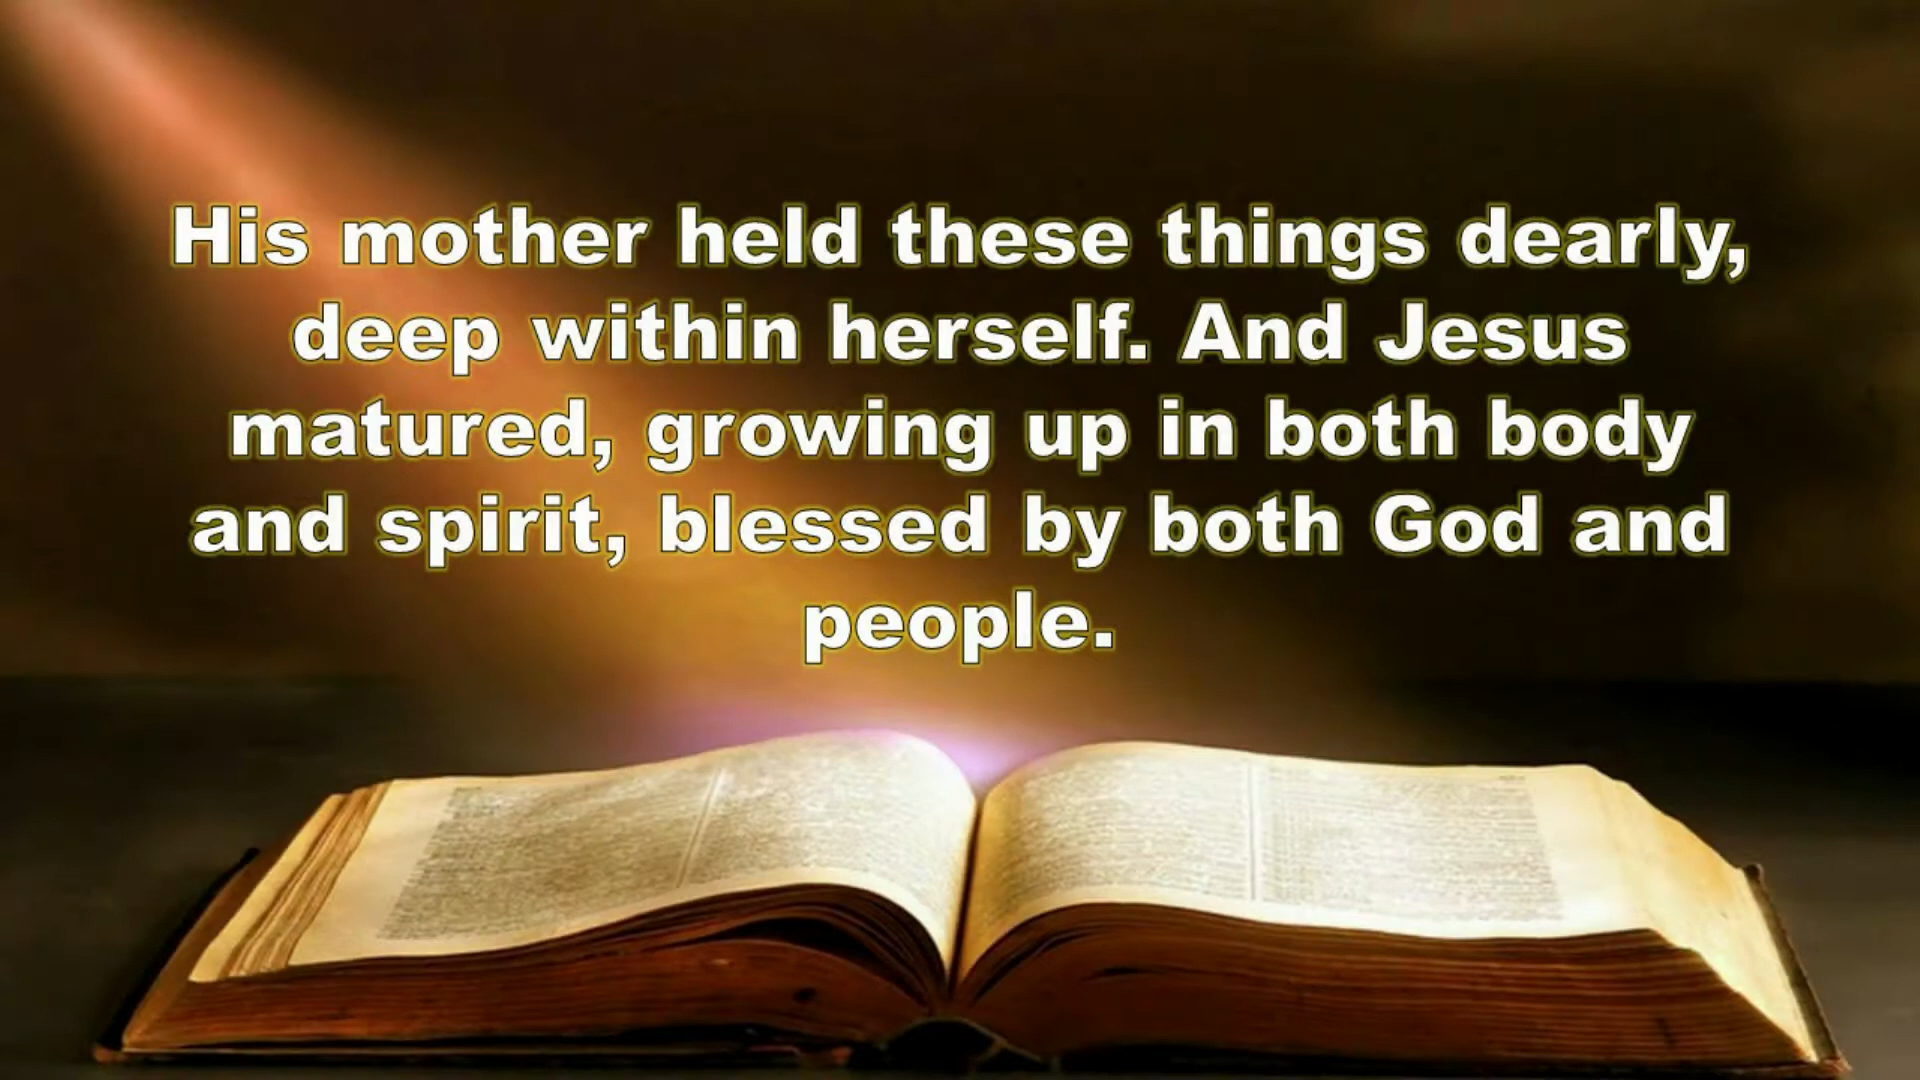 His mother held these things dearly,
deep within herself. And Jesus
matured, growing up in both body
and spirit, blessed by both God and
people.